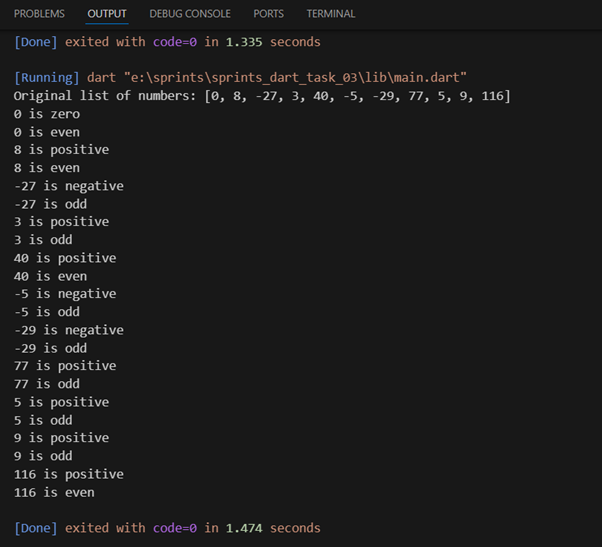 PROBLEMS OUTPUT DEBUG CONSOLE PORTS TERMINAL
[Done] exited with code=0 in 1.335 seconds
[Running] dart "e:\sprints\sprints_dart_task_03\lib\main.dart"
Original list of numbers: [0, 8, -27, 3, 40, -5, -29, 77, 5, 9, 116]
0 is zero
0 is even
8 is positive
8 is even
-27 is negative
-27 is odd
3 is positive
3 is odd
40 is positive
40 is even
-5 is negative
-5 is odd
-29 is negative
-29 is odd
77 is positive
77 is odd
5 is positive
5 is odd
9 is positive
9 is odd
116 is positive
116 is even
[Done] exited with code=0 in 1.474 seconds